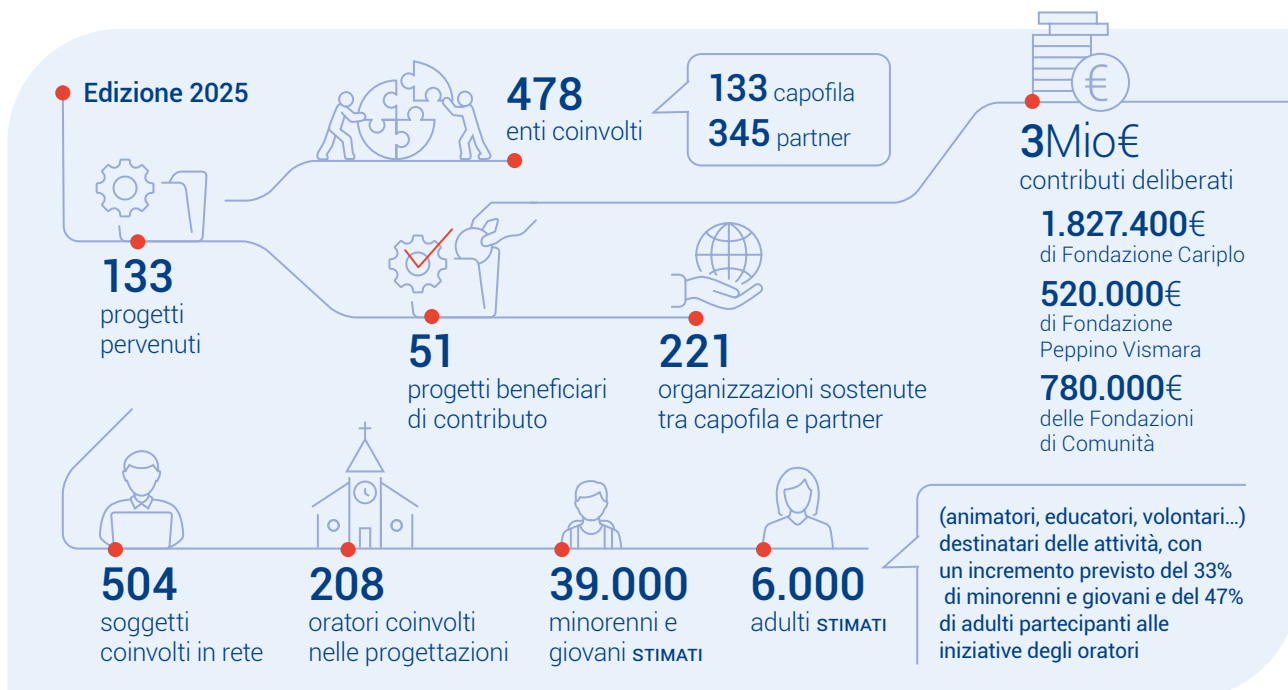 Edizione 2025
478
enti coinvolti
133 capofila
345 partner
3Mio€
contributi deliberati
1.827.400€
di Fondazione Cariplo
520.000€
di Fondazione
Peppino Vismara
780.000€
delle Fondazioni
di Comunità
133
progetti
pervenuti
51
progetti beneficiari
di contributo
221
organizzazioni sostenute
tra capofila e partner
504
soggetti
coinvolti in rete
208
oratori coinvolti
nelle progettazioni
39.000
minorenni e
giovani STIMATI
6.000
adulti STIMATI
(animatori, educatori, volontari...)
destinatari delle attività, con
un incremento previsto del 33%
di minorenni e giovani e del 47%
di adulti partecipanti alle
iniziative degli oratori